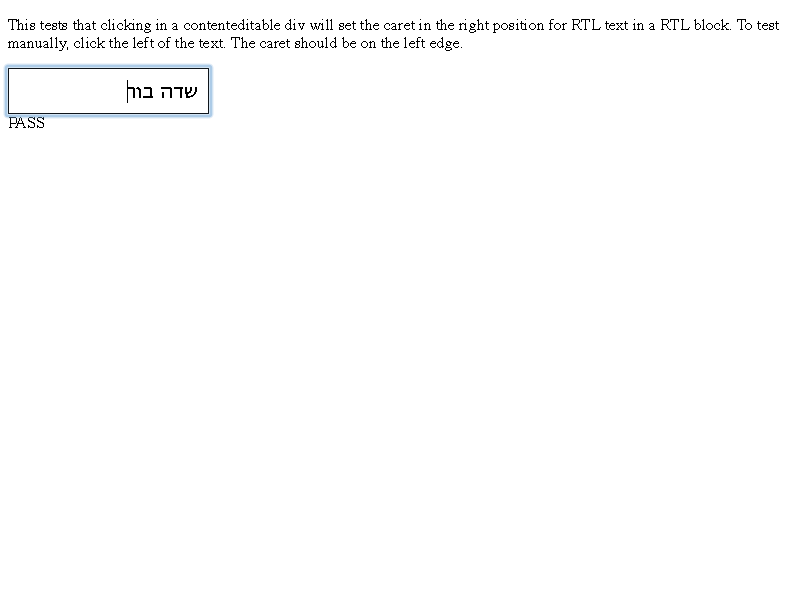 This tests that clicking in a contenteditable div will set the caret in the right position for RTL text in a RTL block. To test
manually, click the left of the text. The caret should be on the left edge.
שדה בור
PASS